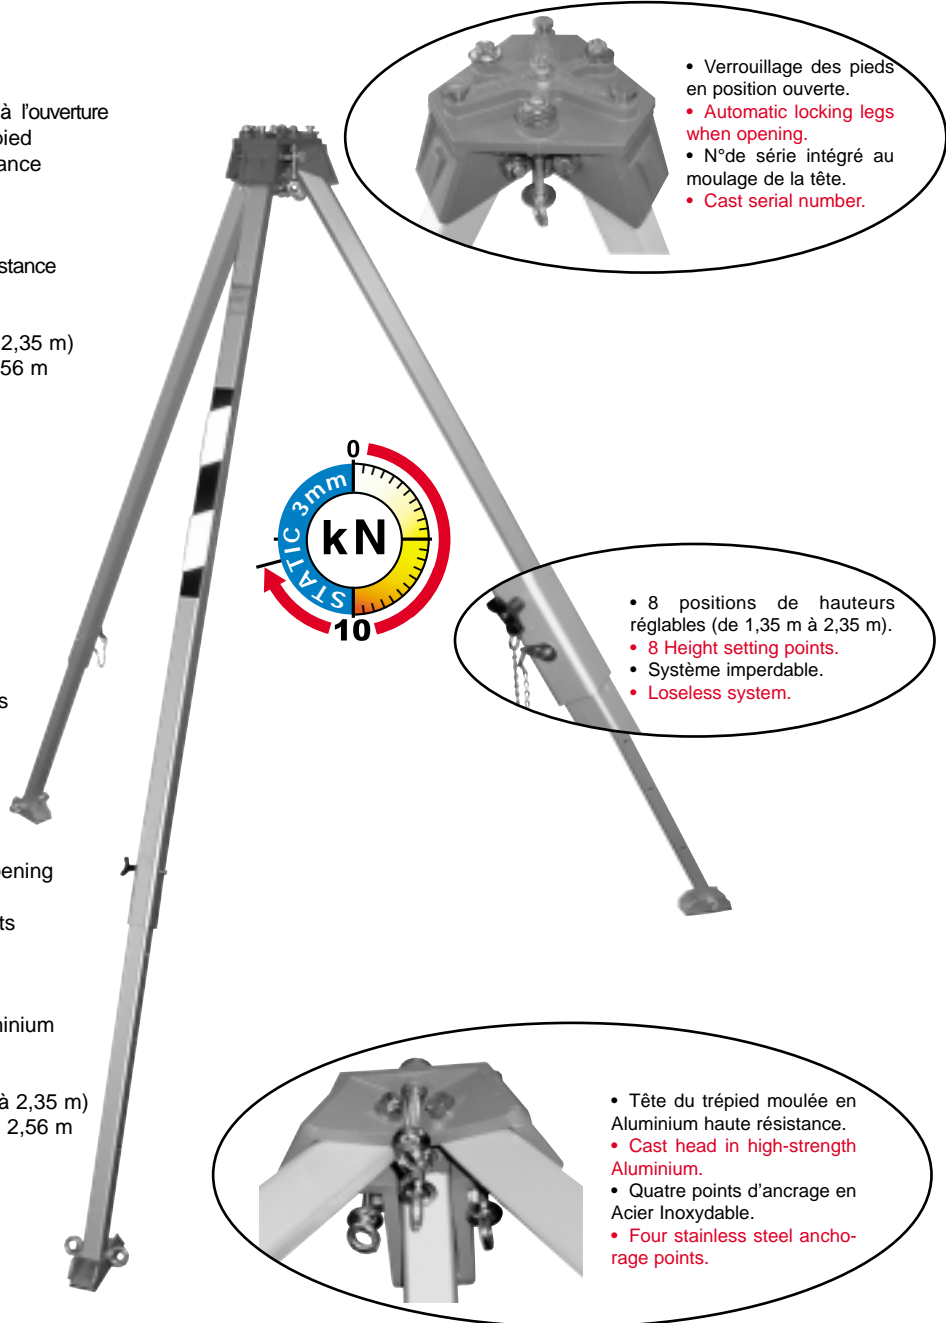 à l'ouverture
ied
ance
stance
2,35 m)
56 m
s
ening
ts
minium
à 2,35 m)
2,56 m
• Verrouillage des pieds
en position ouverte.
• Automatic locking legs
when opening.
• N°de série intégré au
moulage de la tête.
• Cast serial number.
0
STATIC 3mm
kN
10
• 8 positions de hauteurs
réglables (de 1,35 m à 2,35 m).
• 8 Height setting points.
• Système imperdable.
• Loseless system.
• Tête du trépied moulée en
Aluminium haute résistance.
• Cast head in high-strength
Aluminium.
• Quatre points d'ancrage en
Acier Inoxydable.
• Four stainless steel ancho-
rage points.